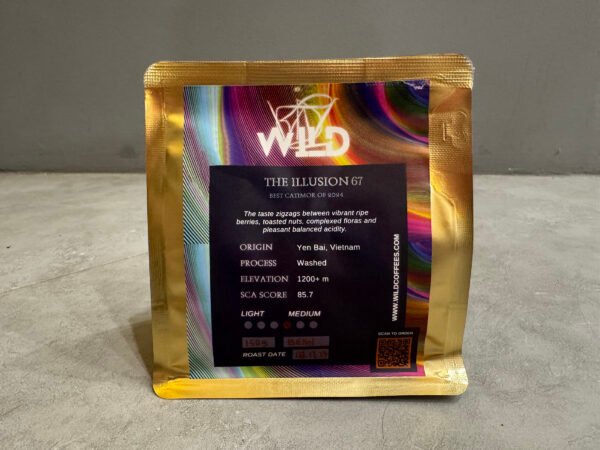 WILD
THE ILLUSION 67
BEST CATIMOR OF 2024
The taste zigzags between vibrant ripe
berries, toasted nuts, complexed floras and
pleasant balanced acidity.
ORIGIN Yen Bai, Vietnam
PROCESS Washed
ELEVATION 1200+ m
SCA SCORE 85.7
LIGHT MEDIUM
ROAST DATE
WWW.WILDCOFFEES.COM
SCAN TO ORDER